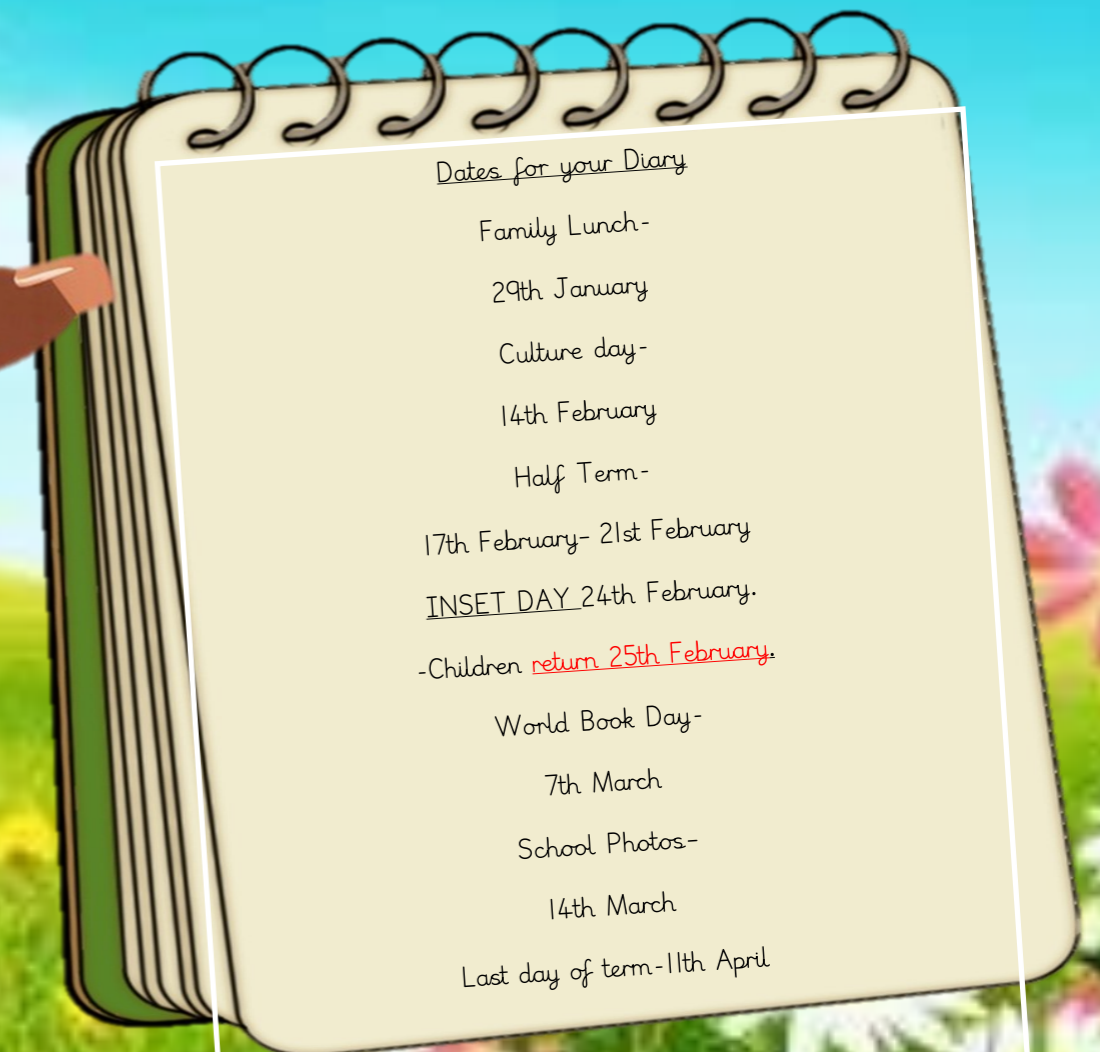 Dates for your Diary
Family Lunch-
29th January
Culture day-
14th February
Half Term-
17th February- 21st February
INSET DAY 24th February.
-Children return 25th February.
World Book Day-
7th March
School Photos-
14th March
Last day of term-11th April